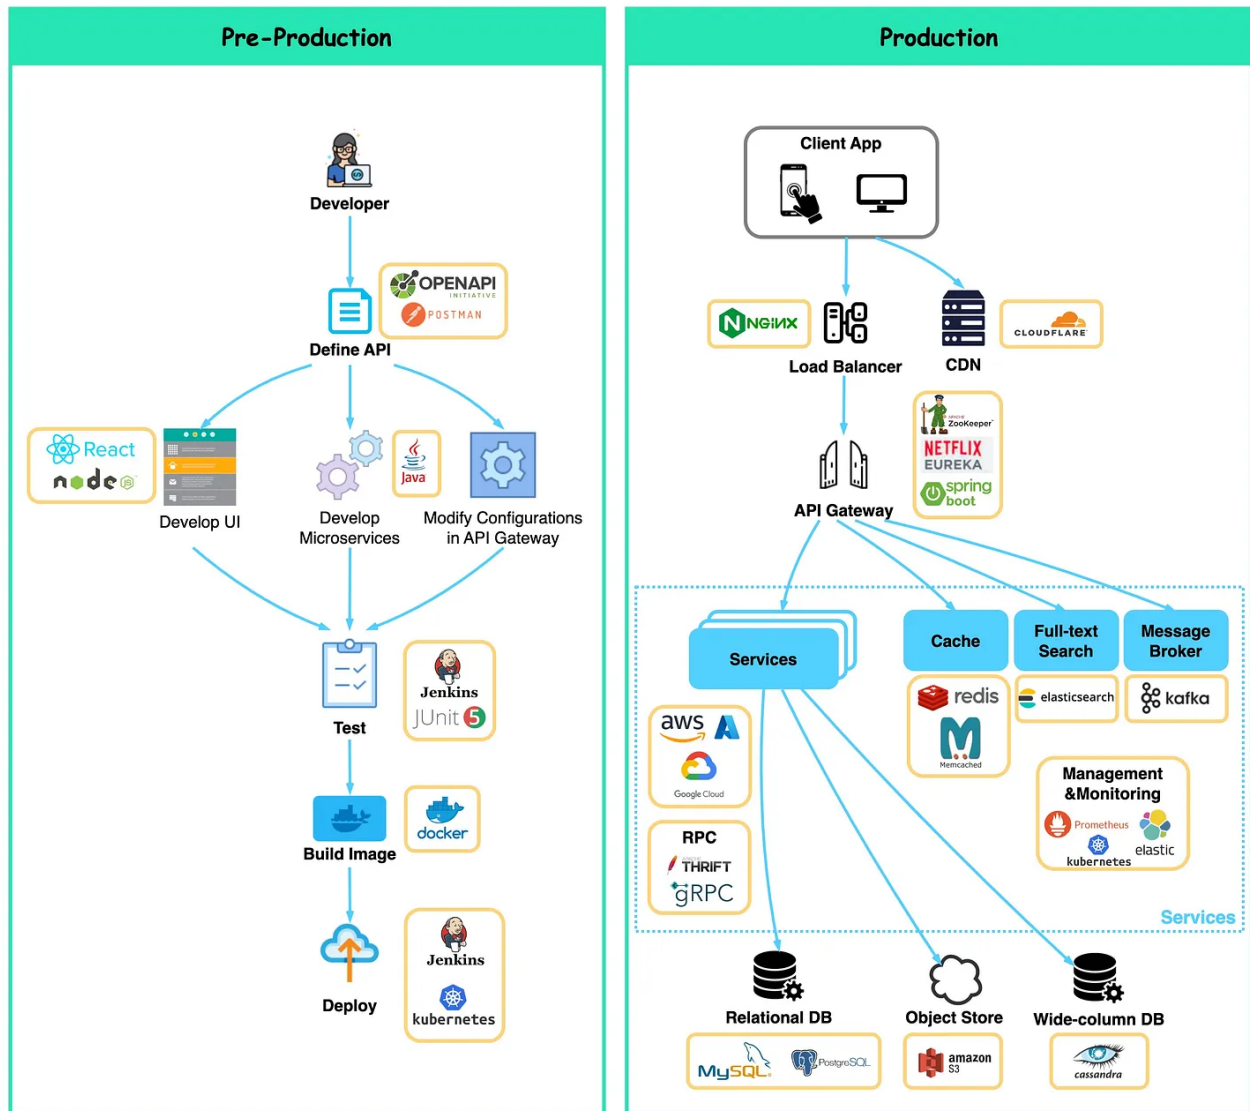 Pre-Production
Developer
OPENAPI
INITIATIVE
POSTMAN
Define API
React
node
JS
Develop UI
Java
Develop
Microservices
Modify Configurations
in API Gateway
Jenkins
JUnit 5
Test
docker
Build Image
Jenkins
kubernetes
Deploy
Production
Client App
NGINX
Load Balancer
CLOUDFLARE
CDN
APACHE
ZooKeeper™
NETFLIX
EUREKA
spring
boot
API Gateway
Services
Cache
Full-text
Search
Message
Broker
aws
Google Cloud
redis
Memcached
elasticsearch
kafka
RPC
APACHE
THRIFT
gRPC
Management
&Monitoring
Prometheus
kubernetes
elastic
Services
Relational DB
MySQL®
PostgreSQL
Object Store
amazon
S3
Wide-column DB
cassandra